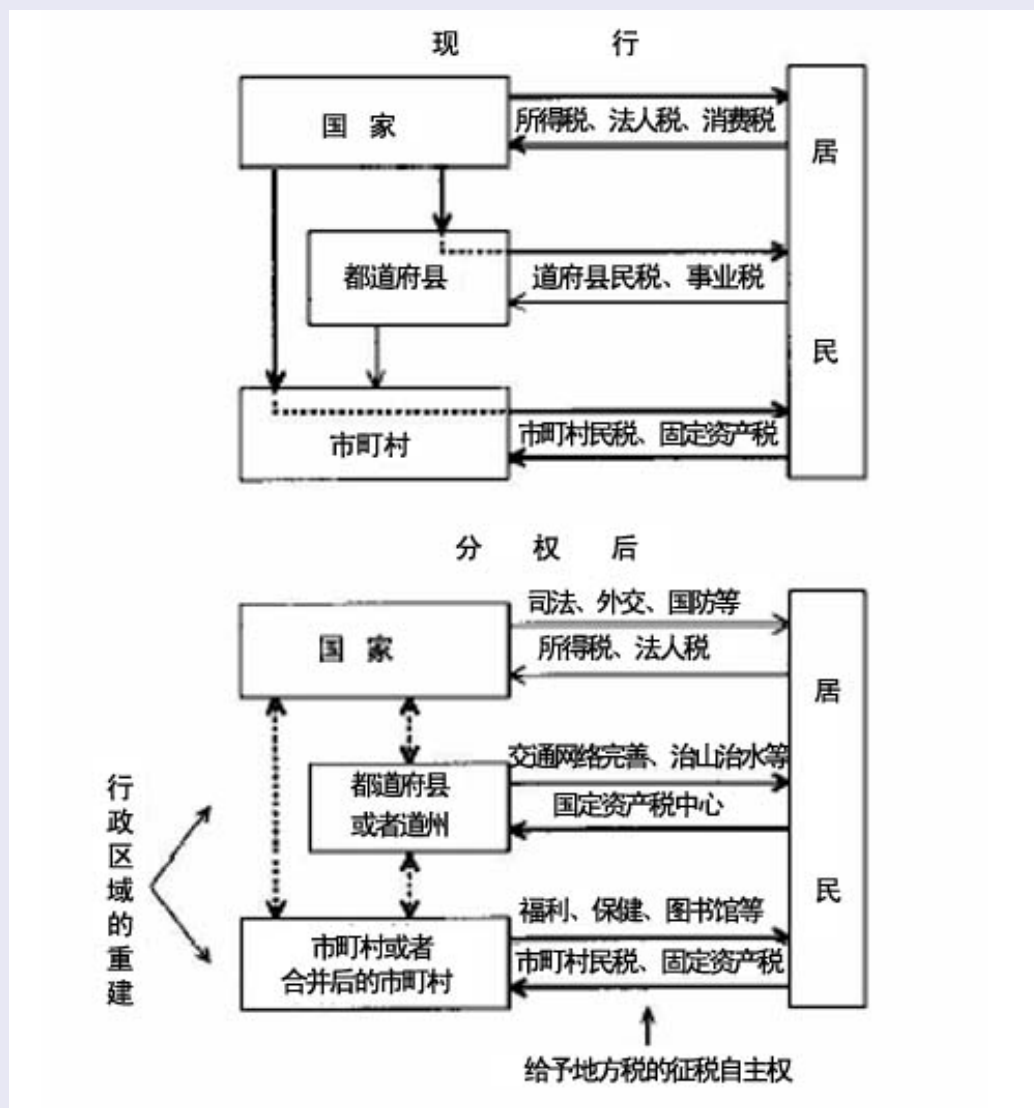 现 行
国 家
所得税、法人税、消费税
居
民
都道府县
道府县民税、事业税
市町村
市町村民税、固定资产税
分 权 后
国 家
司法、外交、国防等
所得税、法人税
居
民
行政区域的重建
都道府县
或者道州
交通网络完善、治山治水等
国定资产税中心
市町村或者
合并后的市町村
福利、保健、图书馆等
市町村民税、固定资产税
给予地方税的征税自主权